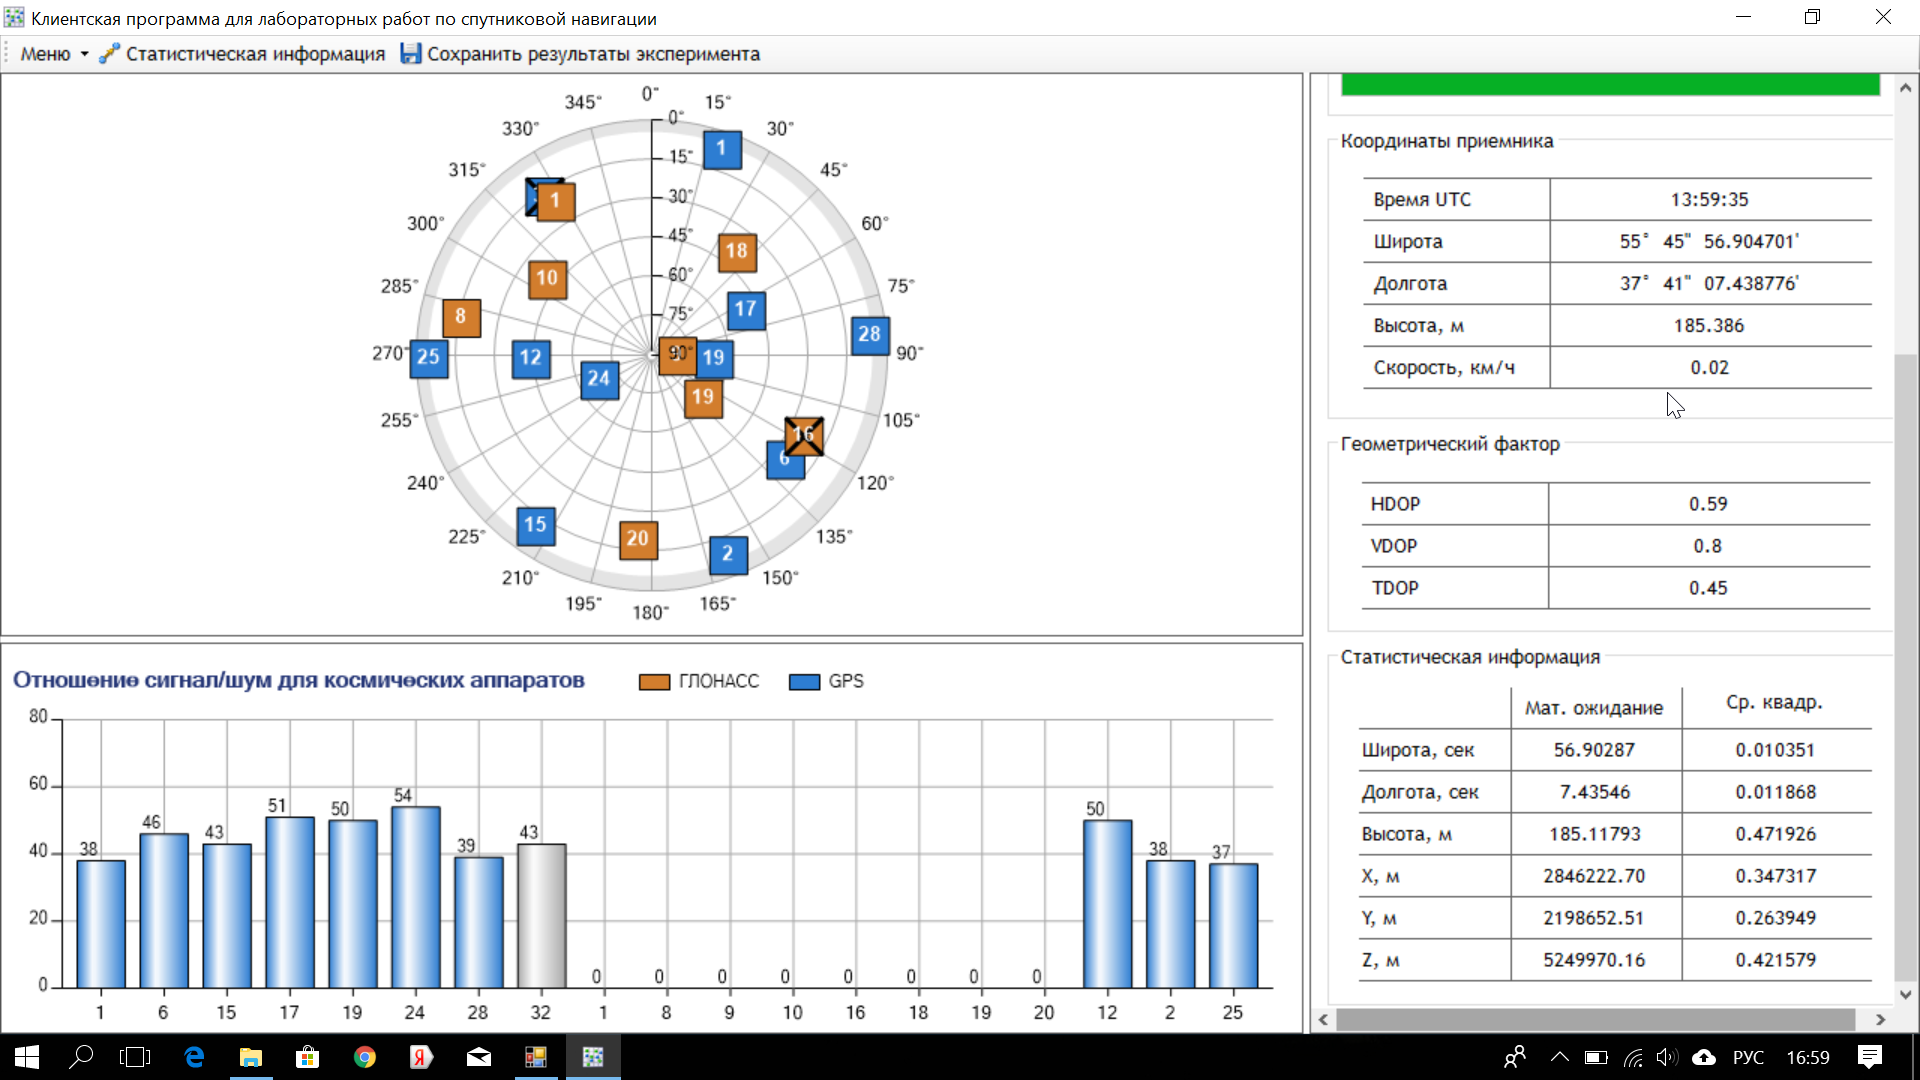 Клиентская программа для лабораторных работ по спутниковой навигации
Меню Статистическая информация Сохранить результаты эксперимента
0° 15° 30° 45° 60° 75° 90° 105° 120° 135° 150° 165° 180° 195° 210° 225° 240° 255° 270° 285° 300° 315° 330° 345°
0° 15° 30° 45° 60° 75° 90°
1
1
18
10
17
8
28
25
12
19
24
19
16
6
15
20
2
Отношение сигнал/шум для космических аппаратов
ГЛОНАСС GPS
80
60
40
20
0
38 46 43 51 50 54 39 43 0 0 0 0 0 0 0 0 50 38 37
1 6 15 17 19 24 28 32 1 8 9 10 16 18 19 20 12 2 25
Координаты приемника
Время UTC 13:59:35
Широта 55° 45" 56.904701'
Долгота 37° 41" 07.438776'
Высота, м 185.386
Скорость, км/ч 0.02
Геометрический фактор
HDOP 0.59
VDOP 0.8
TDOP 0.45
Статистическая информация
Мат. ожидание Ср. квадр.
Широта, сек 56.90287 0.010351
Долгота, сек 7.43546 0.011868
Высота, м 185.11793 0.471926
X, м 2846222.70 0.347317
Y, м 2198652.51 0.263949
Z, м 5249970.16 0.421579
РУС 16:59